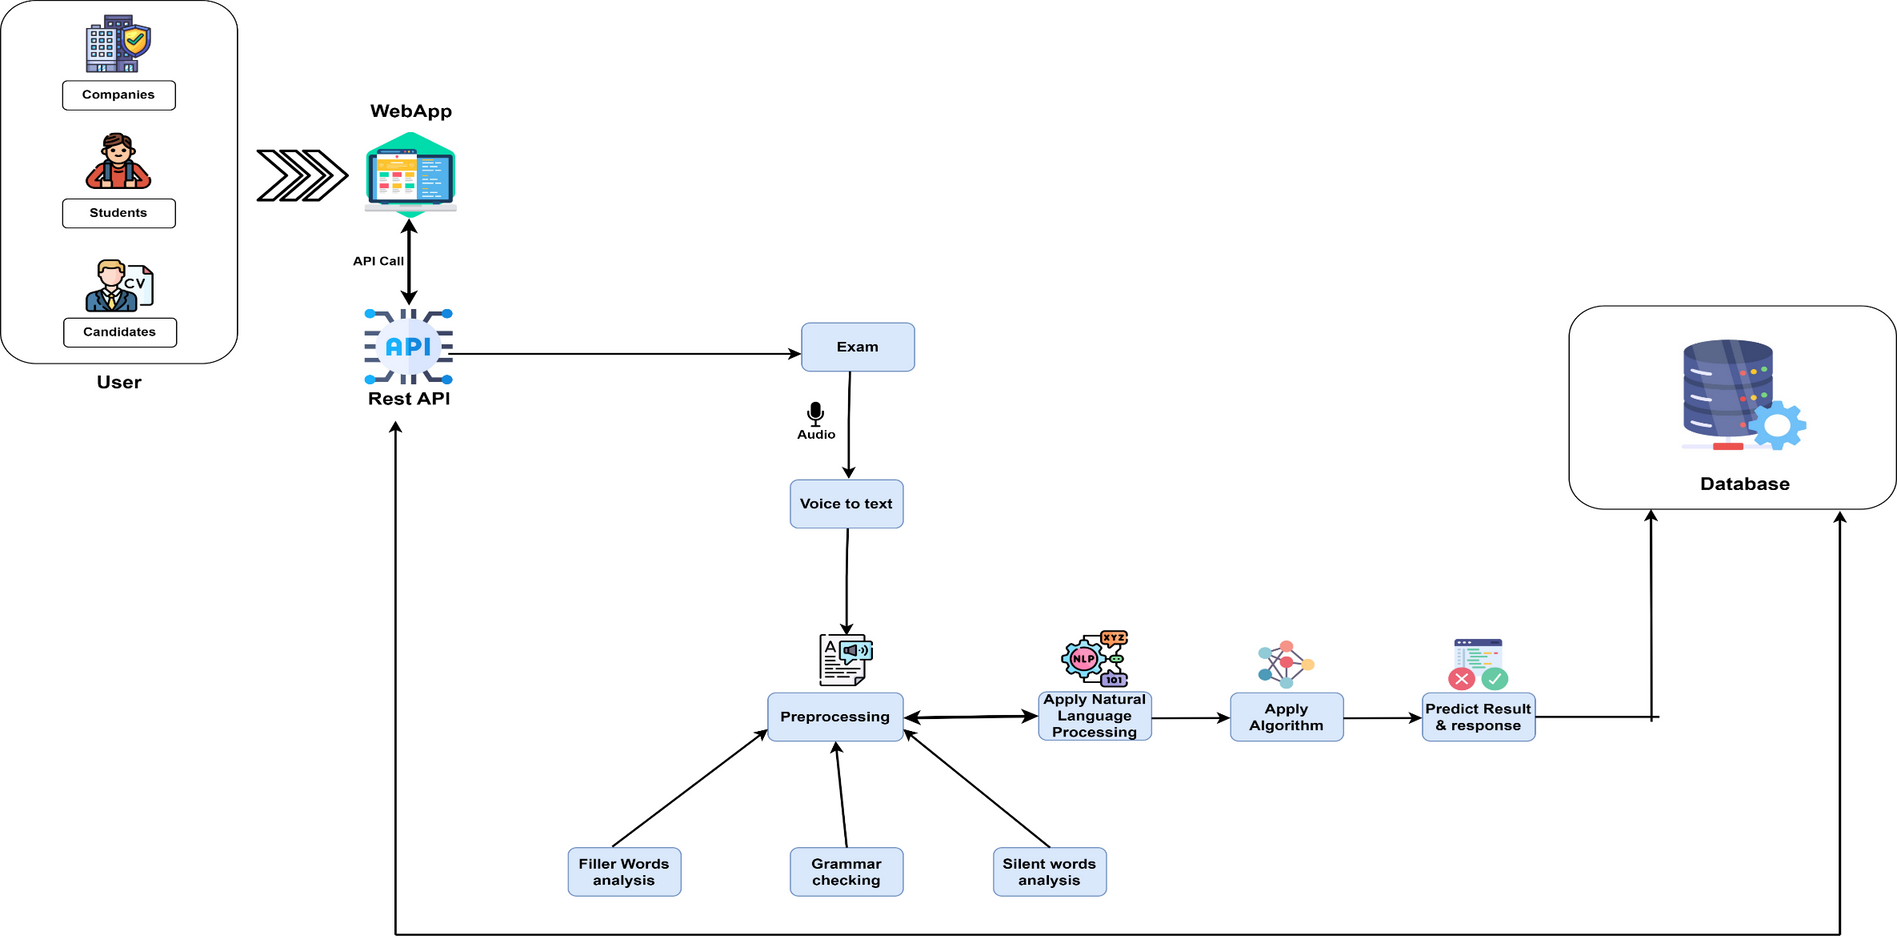 Companies
Students
CV
Candidates
User
WebApp
API Call
API
Rest API
Exam
Audio
Voice to text
A
Preprocessing
XYZ
NLP
101
Apply Natural
Language
Processing
Apply
Algorithm
Predict Result
& response
Filler Words
analysis
Grammar
checking
Silent words
analysis
Database